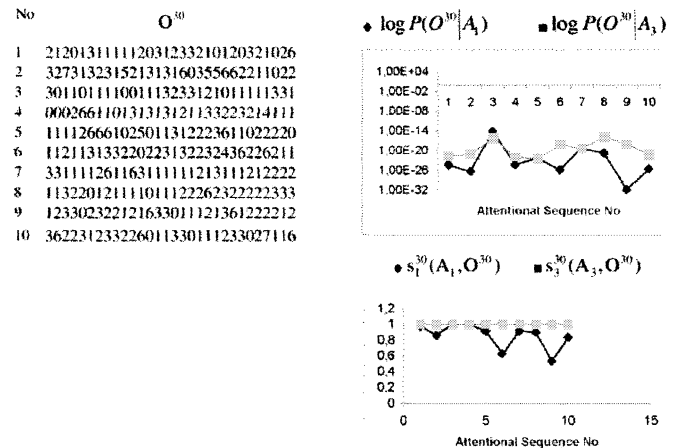 No O³⁰
1 212013111112031233210120321026
2 327313231521313160355662211022
3 301101111001113233121011111331
4 000266110131313121133223214111
5 111126661025011312223611022220
6 112113133220223132232436226211
7 331111261163111111213111212222
8 113220121111011122262322222333
9 123302322121633011121361222212
10 362231233226011330111233027116
log P(O³⁰|A₁) log P(O³⁰|A₃)
1,00E+04
1,00E-02
1 2 3 4 5 6 7 8 9 10
1,00E-08
1,00E-14
1,00E-20
1,00E-26
1,00E-32
Attentional Sequence No
s₁³⁰(A₁,O³⁰) s₃³⁰(A₃,O³⁰)
1,2
1
0,8
0,6
0,4
0,2
0
0 5 10 15
Attentional Sequence No